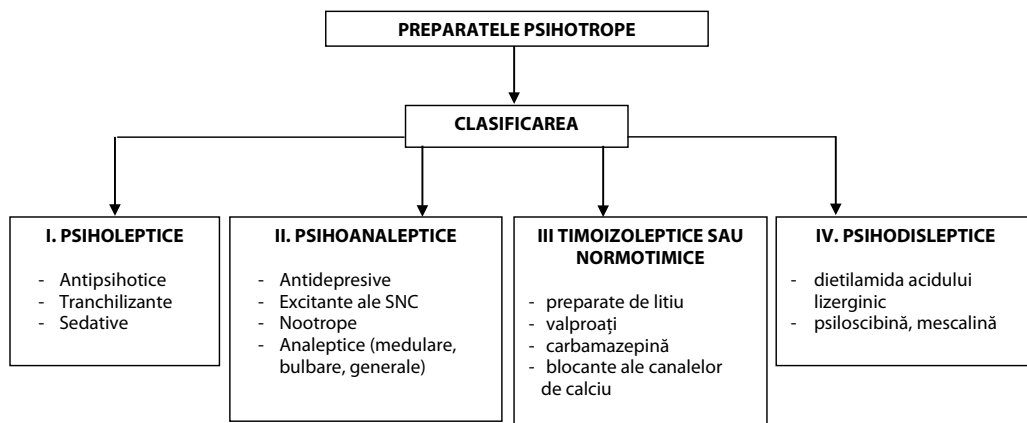 PREPARATELE PSIHOTROPE
CLASIFICAREA
I. PSIHOLEPTICE
- Antipsihotice
- Tranchilizante
- Sedative
II. PSIHOANALEPTICE
- Antidepresive
- Excitante ale SNC
- Nootrope
- Analeptice (medulare,
bulbare, generale)
III TIMOIZOLEPTICE SAU
NORMOTIMICE
- preparate de litiu
- valproați
- carbamazepină
- blocante ale canalelor
de calciu
IV. PSIHODISLEPTICE
- dietilamida acidului
lizerginic
- psiloscibină, mescalină